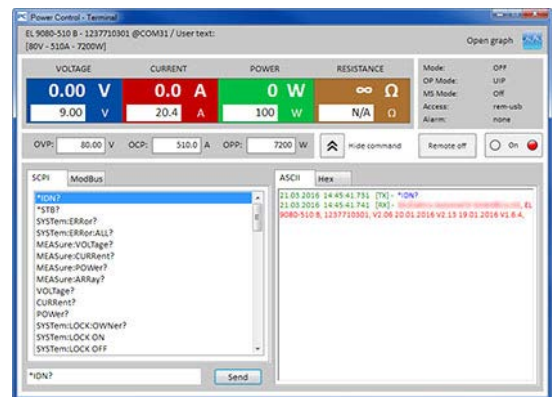 Power Control - Terminal
EL 9080-510 B - 1237710301 @COM31 / User text:
[80V - 510A - 7200W]
Open graph
VOLTAGE CURRENT POWER RESISTANCE
0.00 V 0.0 A 0 W ∞ Ω
9.00 V 20.4 A 100 W N/A Ω
Mode: OFF
OP Mode: UIP
MS Mode: Off
Access: rem-usb
Alarm: none
OVP: 80.00 V OCP: 510.0 A OPP: 7200 W Hide command Remote off On
SCPI ModBus
*IDN?
*STB?
SYSTem:ERRor?
SYSTem:ERRor:ALL?
MEASure:VOLTage?
MEASure:CURRent?
MEASure:POWer?
MEASure:ARRay?
VOLTage?
CURRent?
POWer?
SYSTem:LOCK:OWNer?
SYSTem:LOCK ON
SYSTem:LOCK OFF
*IDN? Send
ASCII Hex
21.03.2016 14:45:41.731 [TX] - *IDN?
21.03.2016 14:45:41.741 [RX] - , EL
9080-510 B, 1237710301, V2.06 20.01.2016 V2.13 19.01.2016 V1.6.4,